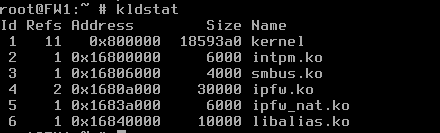 root@FW1:~ # kldstat
Id Refs Address Size Name
1 11 0x800000 18593a0 kernel
2 1 0x16800000 6000 intpm.ko
3 1 0x16806000 4000 smbus.ko
4 2 0x1680a000 30000 ipfw.ko
5 1 0x1683a000 6000 ipfw_nat.ko
6 1 0x16840000 10000 libalias.ko